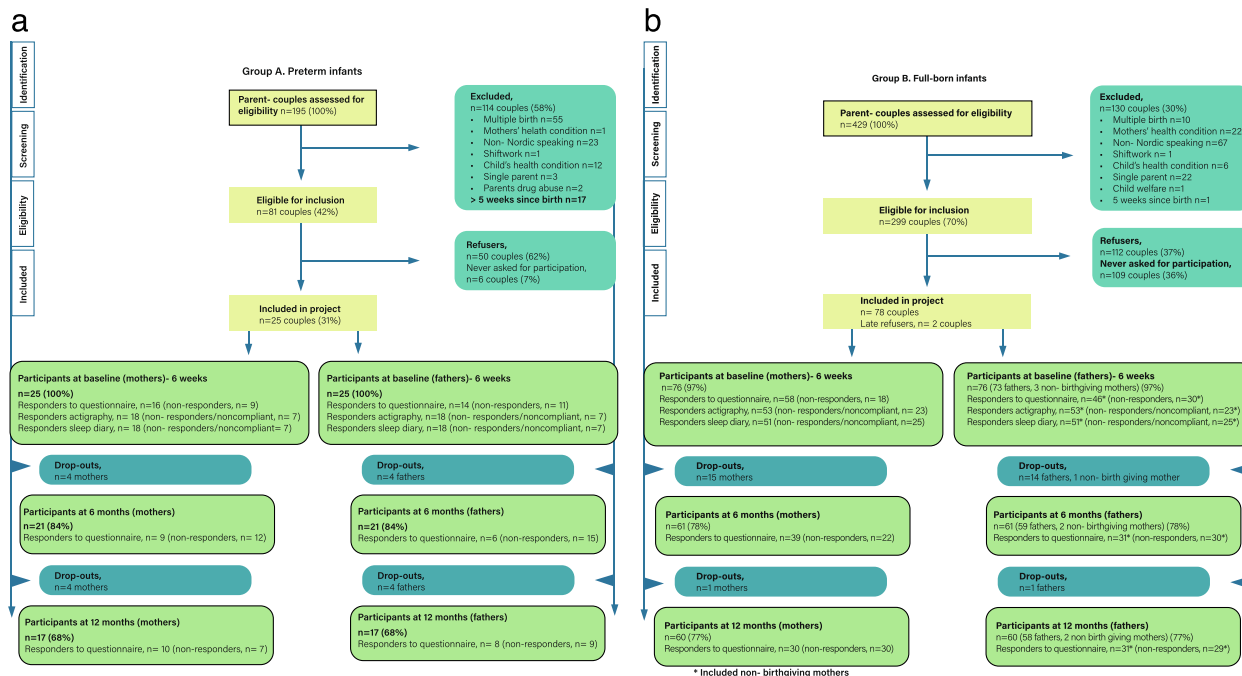 a
Identification
Screening
Eligibility
Included
Group A. Preterm infants
Parent- couples assessed for
eligibility n=195 (100%)
Excluded,
n=114 couples (58%)
• Multiple birth n=55
• Mothers' helath condition n=1
• Non- Nordic speaking n=23
• Shiftwork n=1
• Child's health condition n=12
• Single parent n=3
• Parents drug abuse n=2
> 5 weeks since birth n=17
Eligible for inclusion
n=81 couples (42%)
Refusers,
n=50 couples (62%)
Never asked for participation,
n=6 couples (7%)
Included in project
n=25 couples (31%)
Participants at baseline (mothers)- 6 weeks
n=25 (100%)
Responders to questionnaire, n=16 (non-responders, n= 9)
Responders actigraphy, n= 18 (non- responders/noncompliant, n= 7)
Responders sleep diary, n= 18 (non- responders/noncompliant= 7)
Participants at baseline (fathers)- 6 weeks
n=25 (100%)
Responders to questionnaire, n=14 (non-responders, n= 11)
Responders actigraphy, n=18 (non- responders/noncompliant, n= 7)
Responders sleep diary, n=18 (non- responders/noncompliant, n=7)
Drop-outs,
n=4 mothers
Drop-outs,
n=4 fathers
Participants at 6 months (mothers)
n=21 (84%)
Responders to questionnaire, n= 9 (non-responders, n= 12)
Participants at 6 months (fathers)
n=21 (84%)
Responders to questionnaire, n=6 (non-responders, n= 15)
Drop-outs,
n=4 mothers
Drop-outs,
n=4 fathers
Participants at 12 months (mothers)
n=17 (68%)
Responders to questionnaire, n= 10 (non-responders, n= 7)
Participants at 12 months (fathers)
n=17 (68%)
Responders to questionnaire, n= 8 (non-responders, n= 9)
b
Identification
Screening
Eligibility
Included
Group B. Full-born infants
Parent-couples assessed for eligibility
n=429 (100%)
Excluded,
n=130 couples (30%)
• Multiple birth n=10
• Mothers' health condition n=22
• Non- Nordic speaking n=67
• Shiftwork n= 1
• Child's health condition n=6
• Single parent n=22
• Child welfare n=1
• 5 weeks since birth n=1
Eligible for inclusion
n=299 couples (70%)
Refusers,
n=112 couples (37%)
Never asked for participation,
n=109 couples (36%)
Included in project
n= 78 couples
Late refusers, n= 2 couples
Participants at baseline (mothers)- 6 weeks
n=76 (97%)
Responders to questionnaire, n=58 (non-responders, n= 18)
Responders actigraphy, n=53 (non- responders/noncompliant, n= 23)
Responders sleep diary, n=51 (non- responders/noncompliant, n=25)
Participants at baseline (fathers)- 6 weeks
n=76 (73 fathers, 3 non- birthgiving mothers) (97%)
Responders to questionnaire, n=46* (non-responders, n=30*)
Responders actigraphy, n=53* (non- responders/noncompliant, n=23*)
Responders sleep diary, n=51* (non- responders/noncompliant, n=25*)
Drop-outs,
n=15 mothers
Drop-outs,
n=14 fathers, 1 non- birth giving mother
Participants at 6 months (mothers)
n=61 (78%)
Responders to questionnaire, n=39 (non-responders, n=22)
Participants at 6 months (fathers)
n=61 (59 fathers, 2 non- birthgiving mothers) (78%)
Responders to questionnaire, n=31* (non-responders, n=30*)
Drop-outs,
n=1 mothers
Drop-outs,
n=1 fathers
Participants at 12 months (mothers)
n=60 (77%)
Responders to questionnaire, n=30 (non-responders, n=30)
Participants at 12 months (fathers)
n=60 (58 fathers, 2 non birth giving mothers) (77%)
Responders to questionnaire, n=31* (non-responders, n=29*)
* Included non- birthgiving mothers